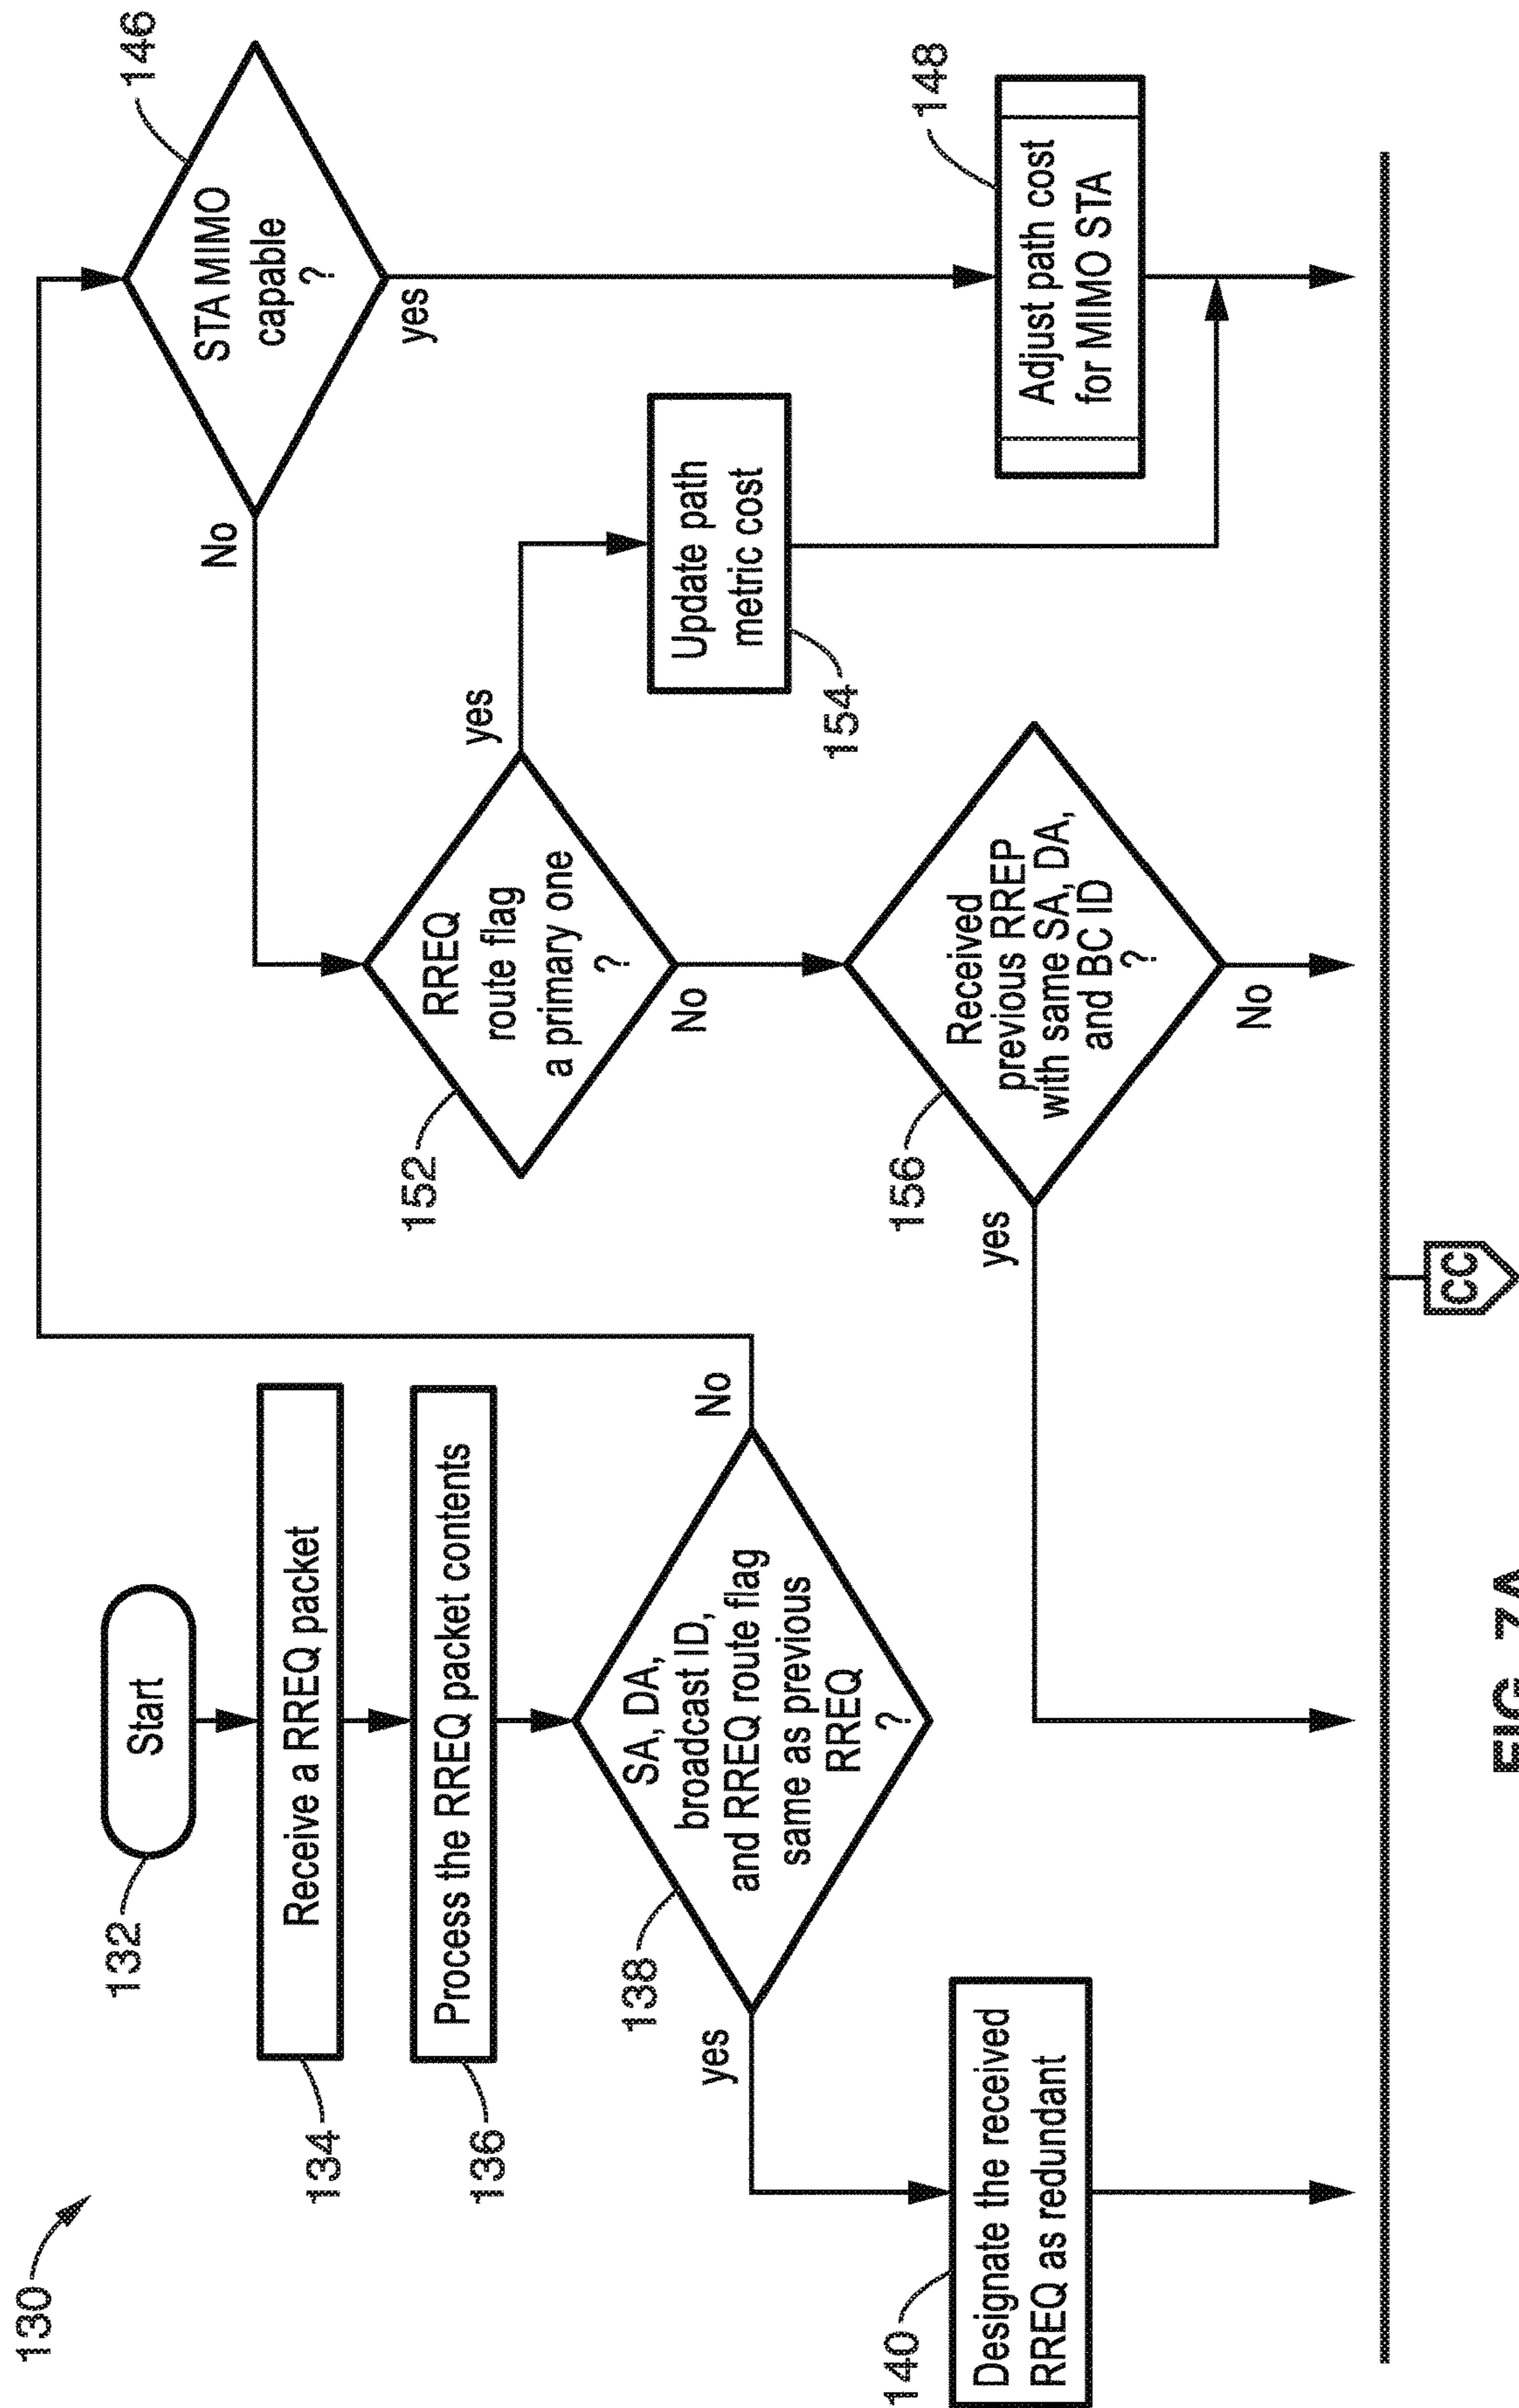 130
132
Start
134
Receive a RREQ packet
136
Process the RREQ packet contents
138
SA, DA,
broadcast ID,
and RREQ route flag
same as previous
RREQ
?
yes
No
140
Designate the received
RREQ as redundant
146
STA MIMO
capable
?
No
yes
152
RREQ
route flag
a primary one
?
yes
No
154
Update path
metric cost
148
Adjust path cost
for MIMO STA
156
Received
previous RREP
with same SA, DA,
and BC ID
?
yes
No
CC
FIG. 7A